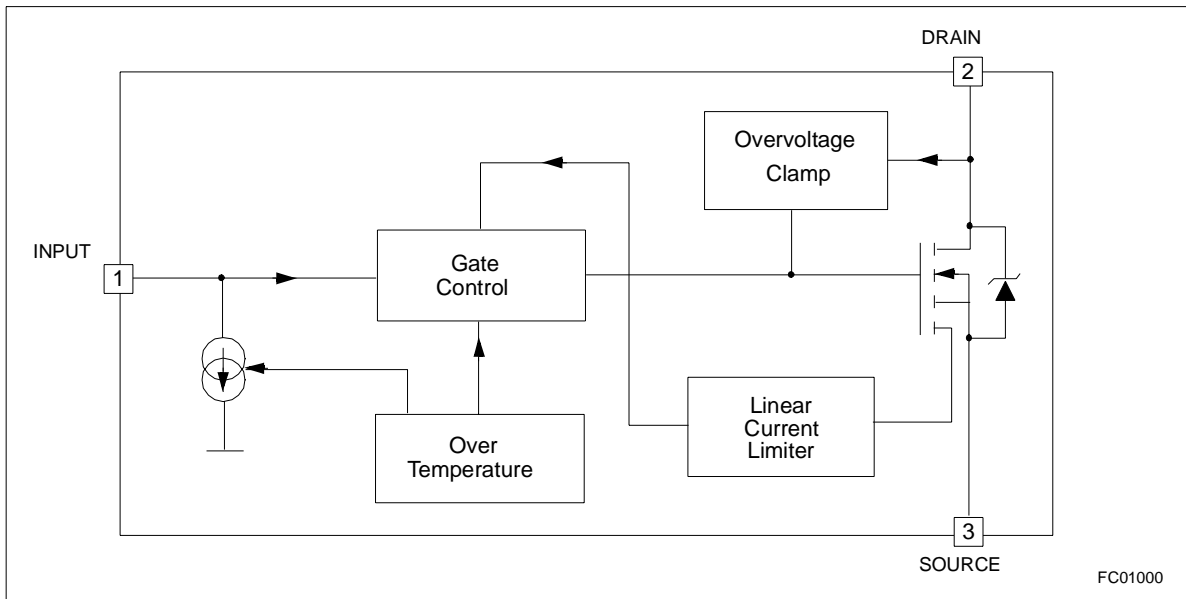 DRAIN
2
Overvoltage
Clamp
INPUT
1
Gate
Control
Linear
Current
Limiter
Over
Temperature
3
SOURCE
FC01000